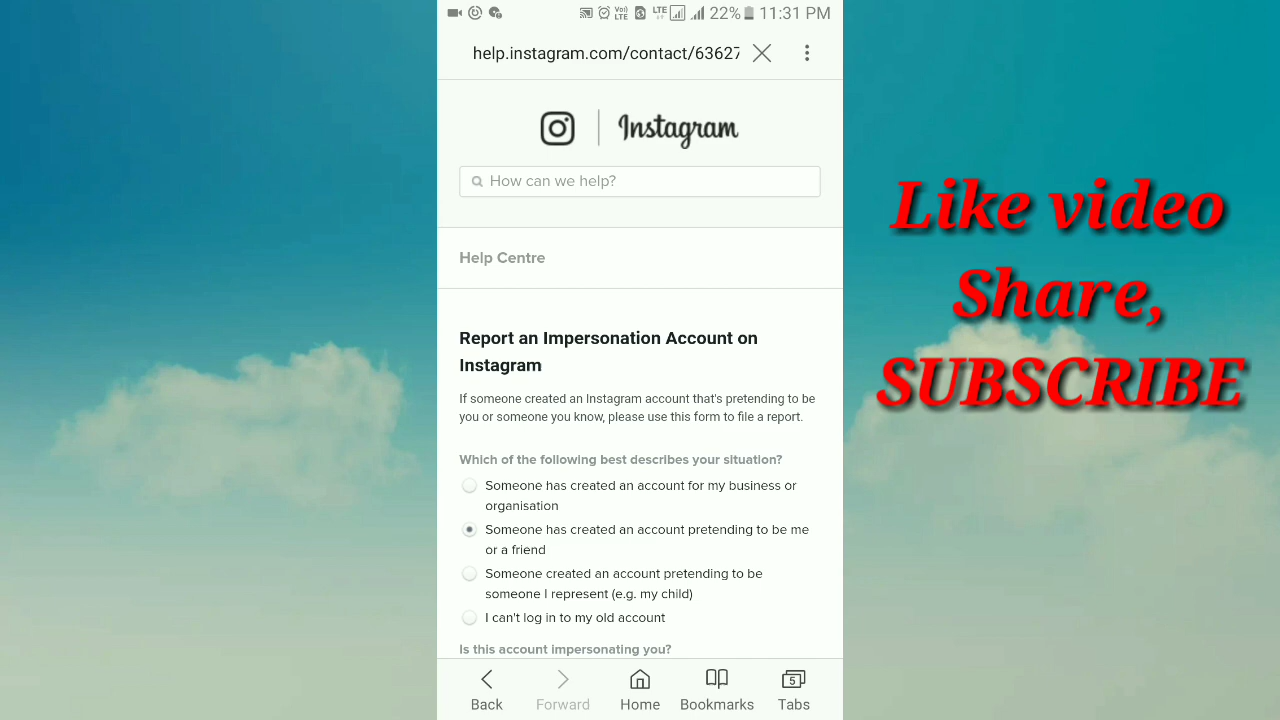 Vo)) LTE LTE 22% 11:31 PM
help.instagram.com/contact/63627
Instagram
How can we help?
Help Centre
Report an Impersonation Account on
Instagram
If someone created an Instagram account that's pretending to be
you or someone you know, please use this form to file a report.
Which of the following best describes your situation?
Someone has created an account for my business or
organisation
Someone has created an account pretending to be me
or a friend
Someone created an account pretending to be
someone I represent (e.g. my child)
I can't log in to my old account
Is this account impersonating you?
5
Back Forward Home Bookmarks Tabs
Like video
Share,
SUBSCRIBE